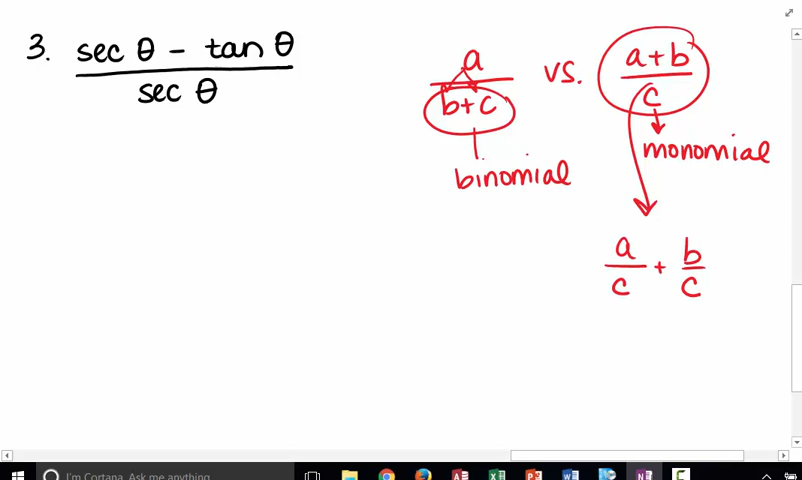 3. sec θ - tan θ
sec θ
a
b+c
binomial
vs.
a+b
c
monomial
a/c + b/c
I'm Cortana. Ask me anything.